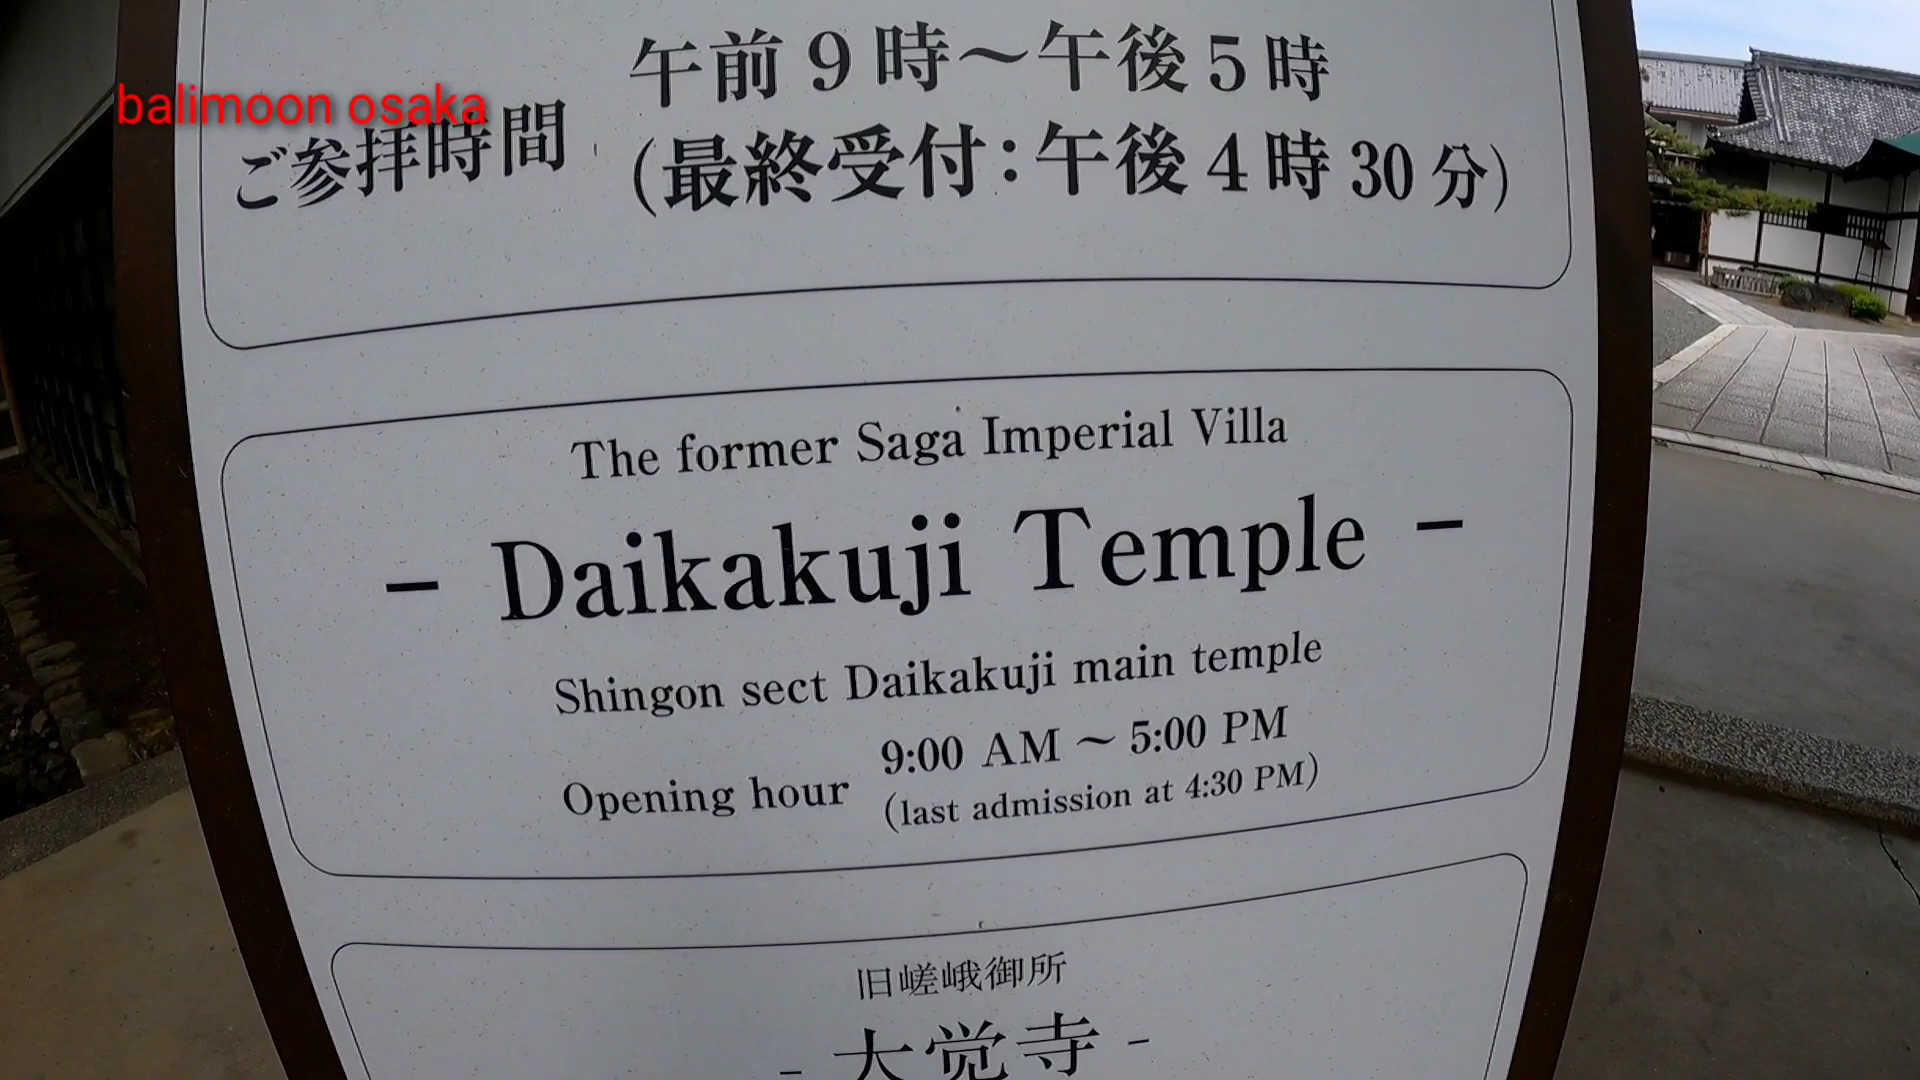 balimoon osaka
午前9時～午後5時
ご参拝時間
(最終受付:午後4時30分)
The former Saga Imperial Villa
- Daikakuji Temple -
Shingon sect Daikakuji main temple
9:00 AM ～ 5:00 PM
Opening hour
(last admission at 4:30 PM)
旧嵯峨御所
- 大觉寺 -